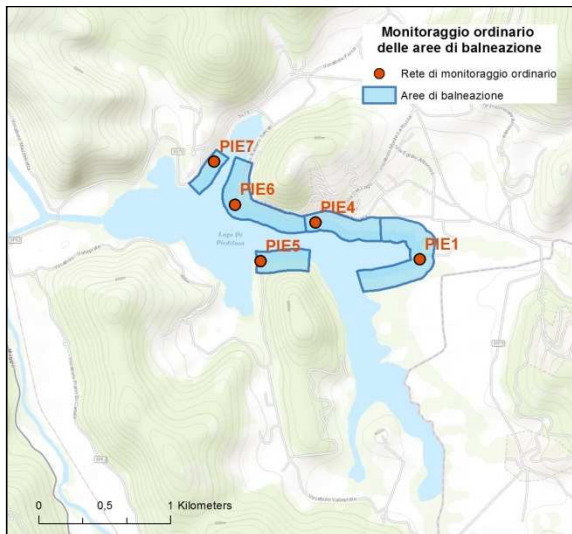 Monitoraggio ordinario
delle aree di balneazione
Rete di monitoraggio ordinario
Aree di balneazione
PIE7
PIE6
PIE4
PIE1
PIE5
Lago Di
Piediluco
0 0,5 1 Kilometers